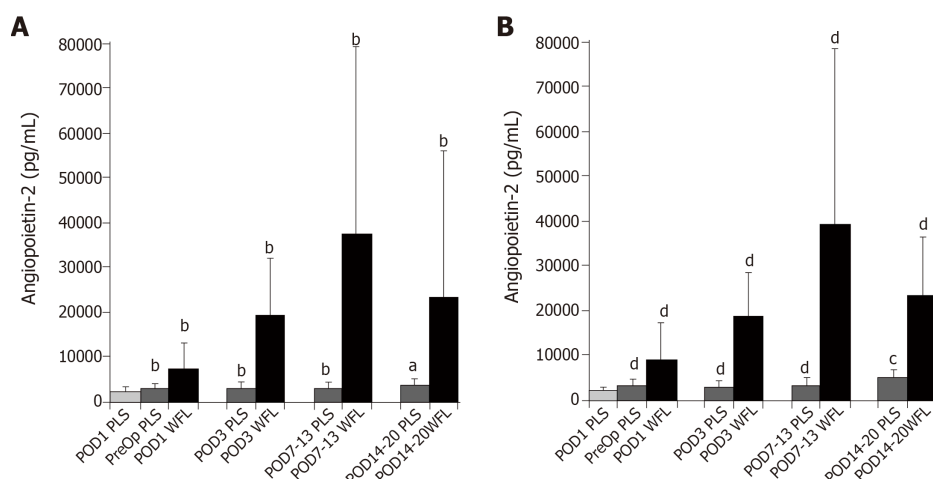 A
Angiopoietin-2 (pg/mL)
80000
70000
60000
50000
40000
30000
20000
10000
0
b
b
b
b
b
b
a
b
POD1 PLS
PreOp PLS
POD1 WFL
POD3 PLS
POD3 WFL
POD7-13 PLS
POD7-13 WFL
POD14-20 PLS
POD14-20WFL
B
Angiopoietin-2 (pg/mL)
80000
70000
60000
50000
40000
30000
20000
10000
0
d
d
d
d
d
d
c
d
POD1 PLS
PreOp PLS
POD1 WFL
POD3 PLS
POD3 WFL
POD7-13 PLS
POD7-13 WFL
POD14-20 PLS
POD14-20WFL